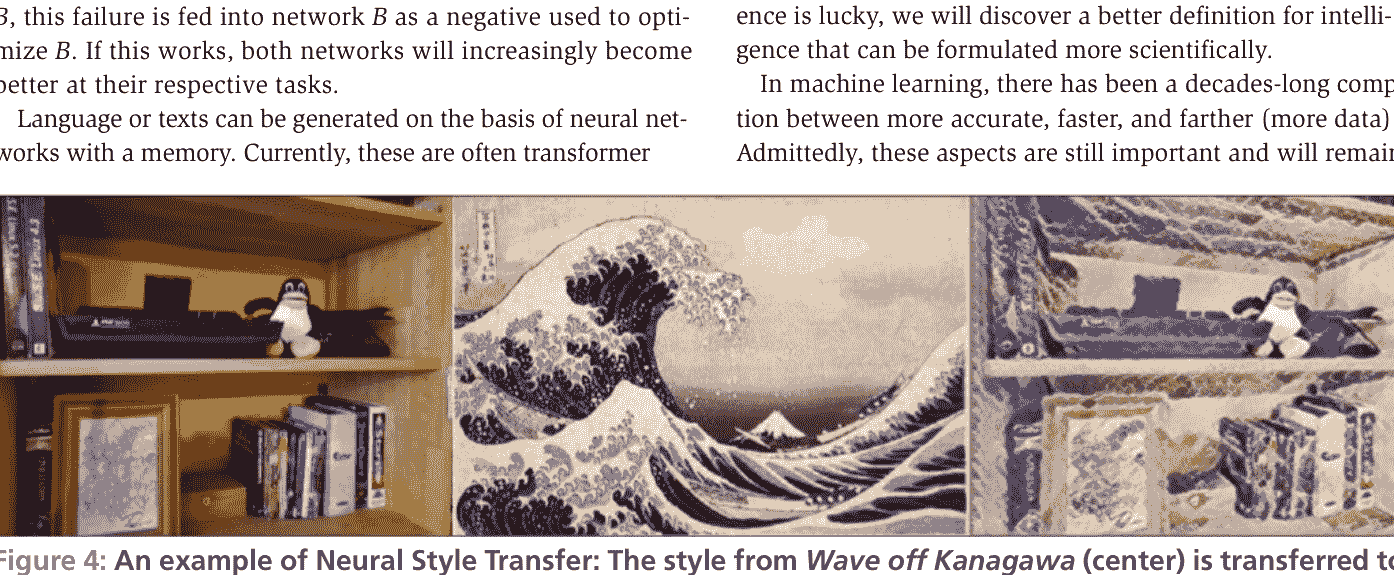 B, this failure is fed into network B as a negative used to opti-
mize B. If this works, both networks will increasingly become
better at their respective tasks.
Language or texts can be generated on the basis of neural net-
works with a memory. Currently, these are often transformer
ence is lucky, we will discover a better definition for intelli-
gence that can be formulated more scientifically.
In machine learning, there has been a decades-long comp
tion between more accurate, faster, and farther (more data)
Admittedly, these aspects are still important and will remain
Figure 4: An example of Neural Style Transfer: The style from Wave off Kanagawa (center) is transferred to